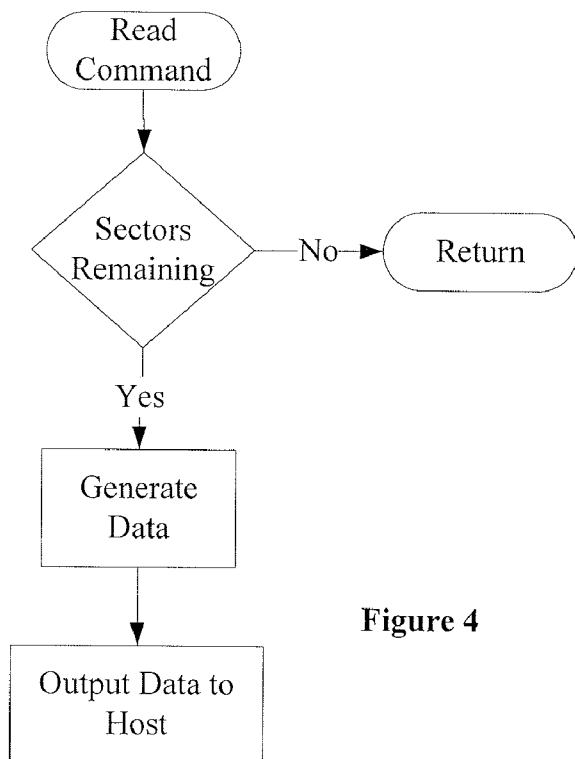 Read
Command
Sectors
Remaining
No
Return
Yes
Generate
Data
Figure 4
Output Data to
Host